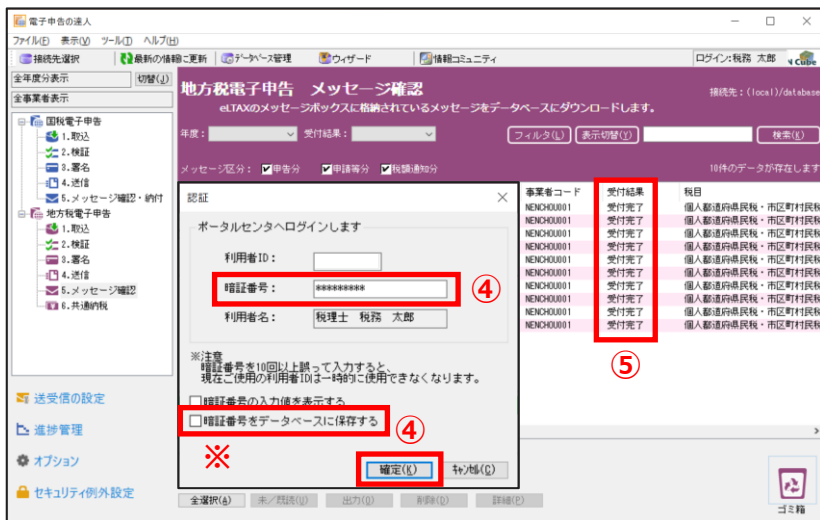 電子申告の達人
ファイル(F) 表示(V) ツール(T) ヘルプ(H)
接続先選択 最新の情報に更新 データベース管理 ウィザード 情報コミュニティ ログイン:税務 太郎
全年度分表示 切替(J)
全事業者表示
地方税電子申告 メッセージ確認
接続先：(local)/database
eLTAXのメッセージボックスに格納されているメッセージをデータベースにダウンロードします。
年度： 受付結果： フィルタ(L) 表示切替(Y) 検索(K)
メッセージ区分： 申告分 申請等分 税額通知分 10件のデータが存在します
国税電子申告
1.取込
2.検証
3.署名
4.送信
5.メッセージ確認・納付
地方税電子申告
1.取込
2.検証
3.署名
4.送信
5.メッセージ確認
6.共通納税
送受信の設定
進捗管理
オプション
セキュリティ例外設定
認証
ポータルセンタへログインします
利用者ID：
暗証番号： ********* ④
利用者名： 税理士 税務 太郎
※注意
暗証番号を10回以上誤って入力すると、
現在ご使用の利用者IDは一時的に使用できなくなります。
暗証番号の入力値を表示する
暗証番号をデータベースに保存する ④
※
確定(K) キャンセル(C)
事業者コード 受付結果 税目
NENCHOU001 受付完了 個人都道府県民税・市区町村民税
NENCHOU001 受付完了 個人都道府県民税・市区町村民税
NENCHOU001 受付完了 個人都道府県民税・市区町村民税
NENCHOU001 受付完了 個人都道府県民税・市区町村民税
NENCHOU001 受付完了 個人都道府県民税・市区町村民税
NENCHOU001 受付完了 個人都道府県民税・市区町村民税
NENCHOU001 受付完了 個人都道府県民税・市区町村民税
NENCHOU001 受付完了 個人都道府県民税・市区町村民税
NENCHOU001 受付完了 個人都道府県民税・市区町村民税
NENCHOU001 受付完了 個人都道府県民税・市区町村民税
⑤
全選択(A) 未／既読(U) 出力(O) 削除(D) 詳細(P)
ゴミ箱